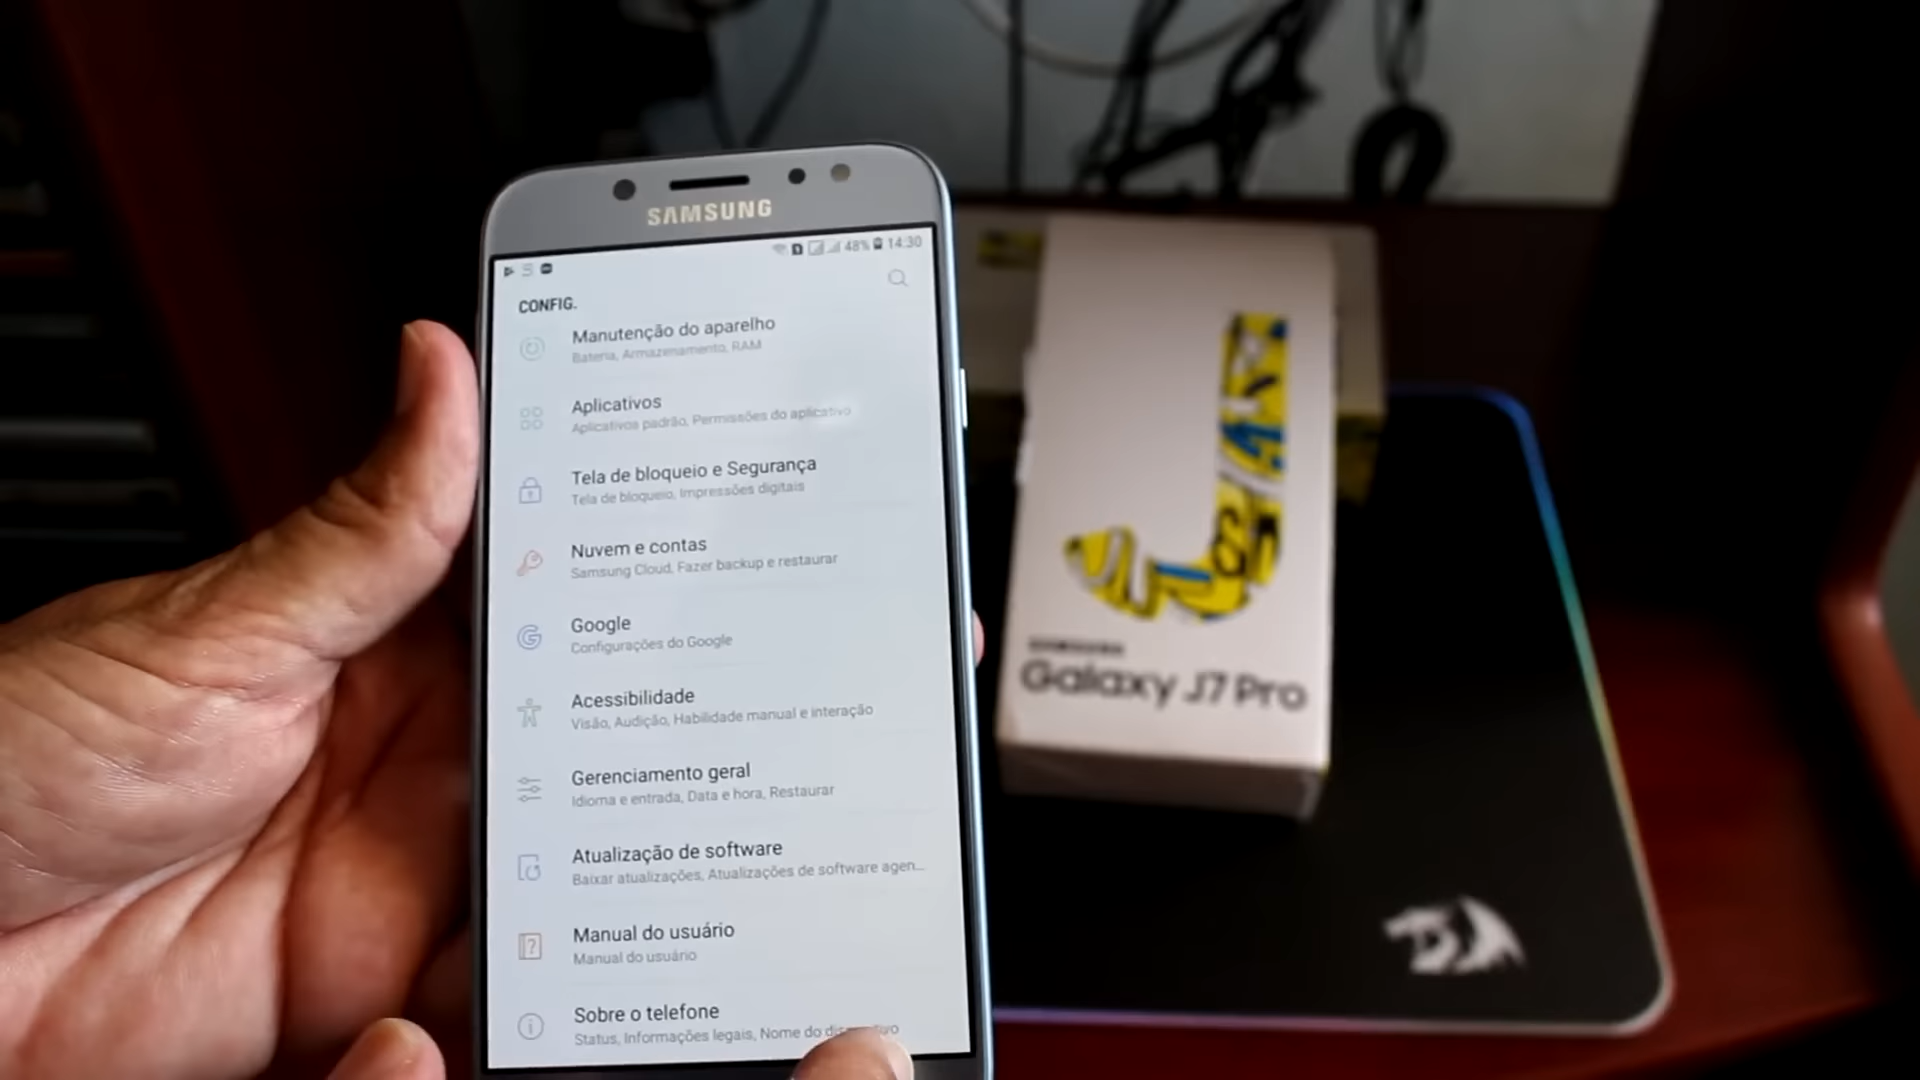 SAMSUNG
48% 14:30
CONFIG.
Manutenção do aparelho
Bateria, Armazenamento, RAM
Aplicativos
Aplicativos padrão, Permissões do aplicativo
Tela de bloqueio e Segurança
Tela de bloqueio, Impressões digitais
Nuvem e contas
Samsung Cloud, Fazer backup e restaurar
Google
Configurações do Google
Acessibilidade
Visão, Audição, Habilidade manual e interação
Gerenciamento geral
Idioma e entrada, Data e hora, Restaurar
Atualização de software
Baixar atualizações, Atualizações de software agen...
Manual do usuário
Manual do usuário
Sobre o telefone
Status, Informações legais, Nome do
SAMSUNG
Galaxy J7 Pro